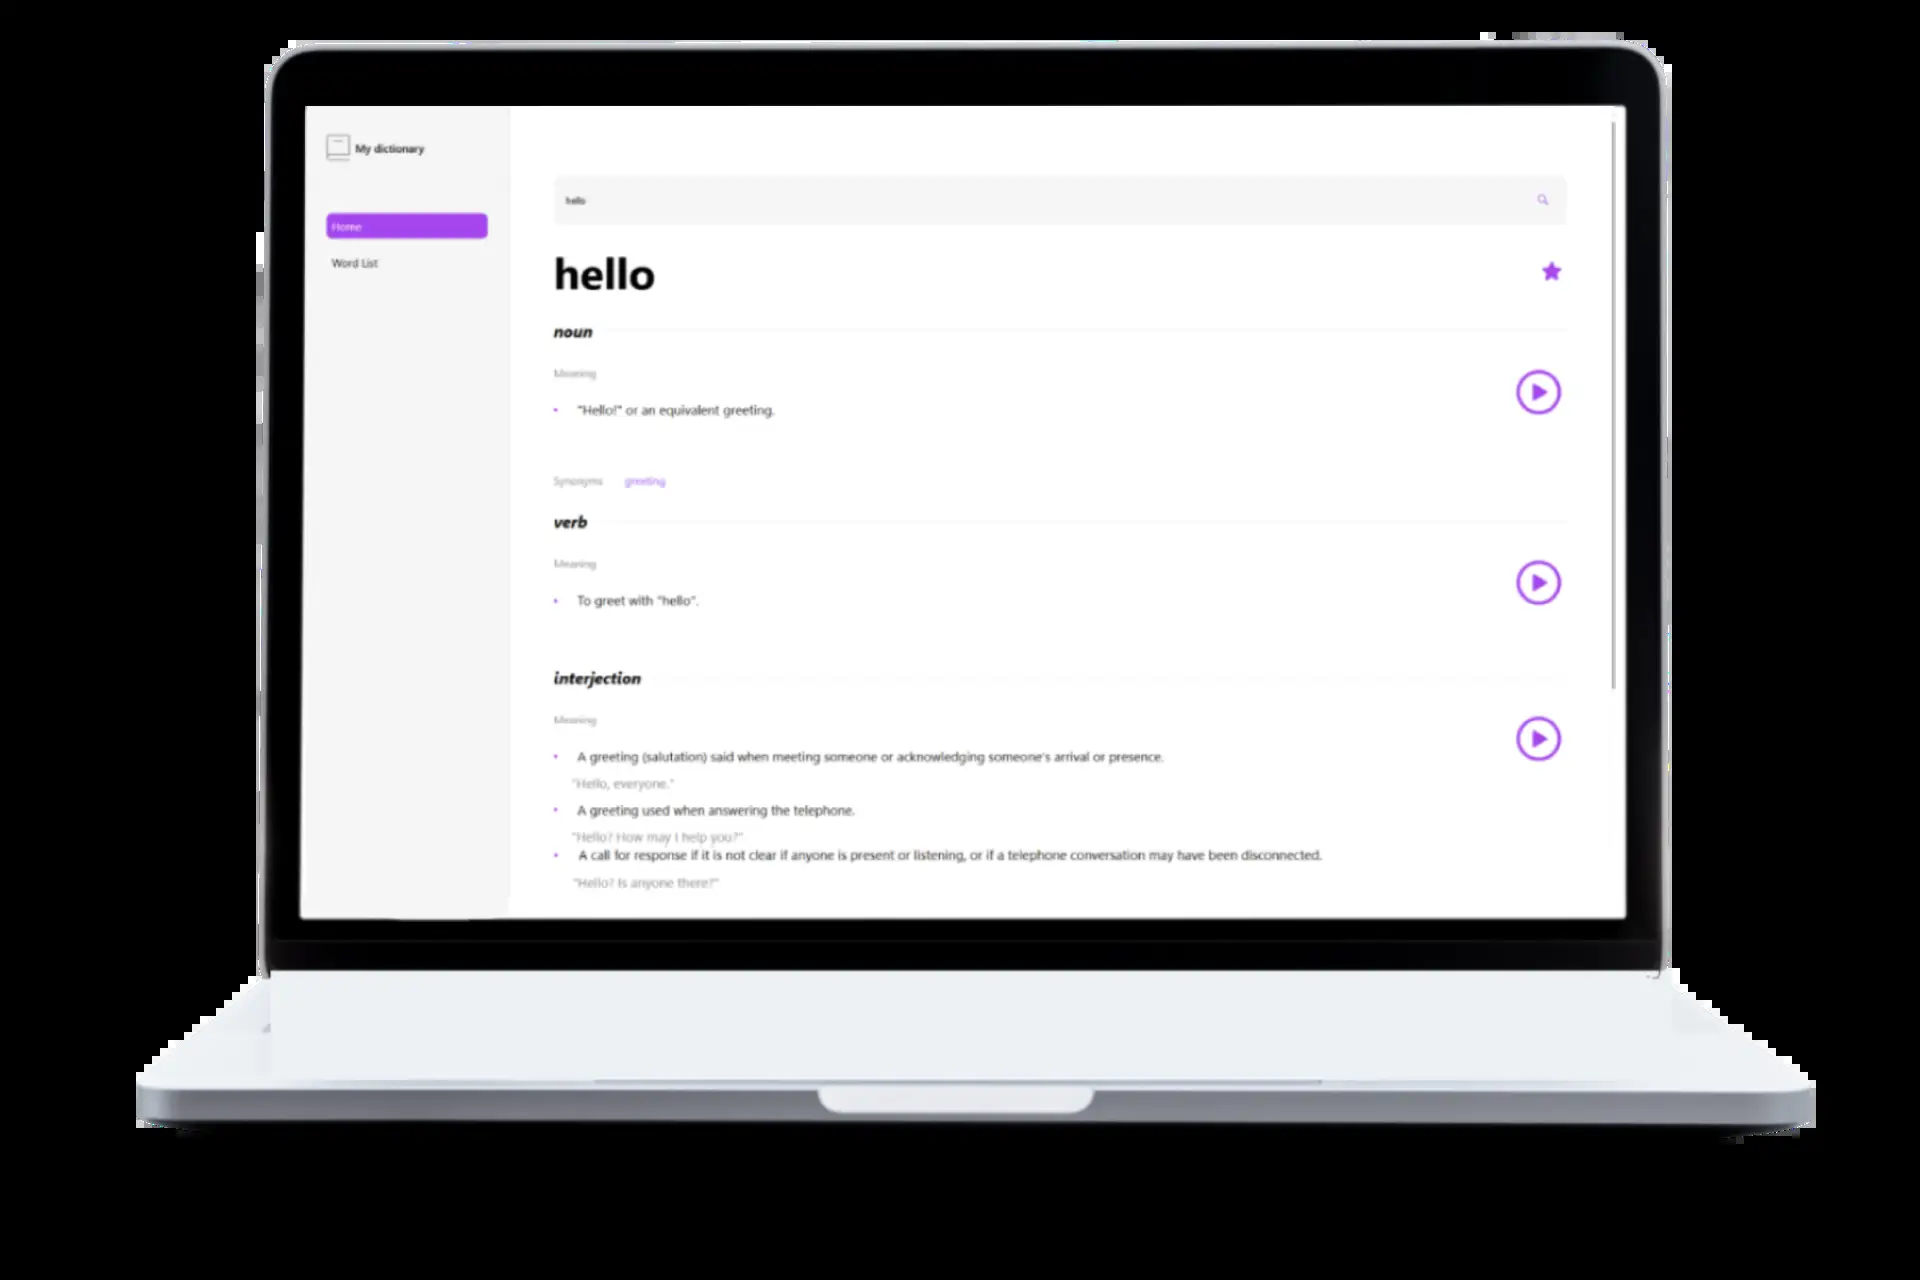 My dictionary
Home
Word List
hello
hello
noun
Meaning
• "Hello!" or an equivalent greeting.
Synonyms greeting
verb
Meaning
• To greet with "hello".
interjection
Meaning
• A greeting (salutation) said when meeting someone or acknowledging someone's arrival or presence.
"Hello, everyone."
• A greeting used when answering the telephone.
"Hello? How may I help you?"
• A call for response if it is not clear if anyone is present or listening, or if a telephone conversation may have been disconnected.
"Hello? Is anyone there?"